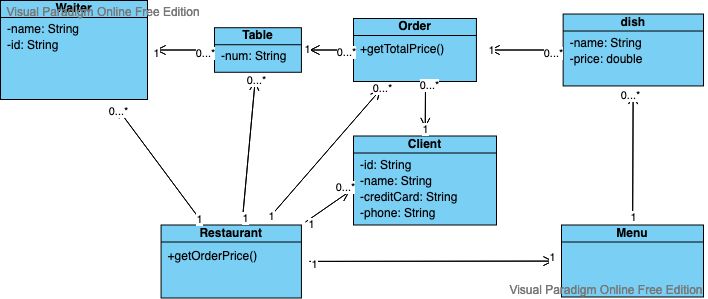 Waiter
Visual Paradigm Online Free Edition
-name: String
-id: String
1
0...*
Table
-num: String
1
0...*
Order
+getTotalPrice()
1
0...*
dish
-name: String
-price: double
0...*
0...*
0...*
0...*
0...*
1
Client
-id: String
-name: String
-creditCard: String
-phone: String
0...*
1
1
1
1
1
Restaurant
+getOrderPrice()
1
1
Menu
Visual Paradigm Online Free Edition